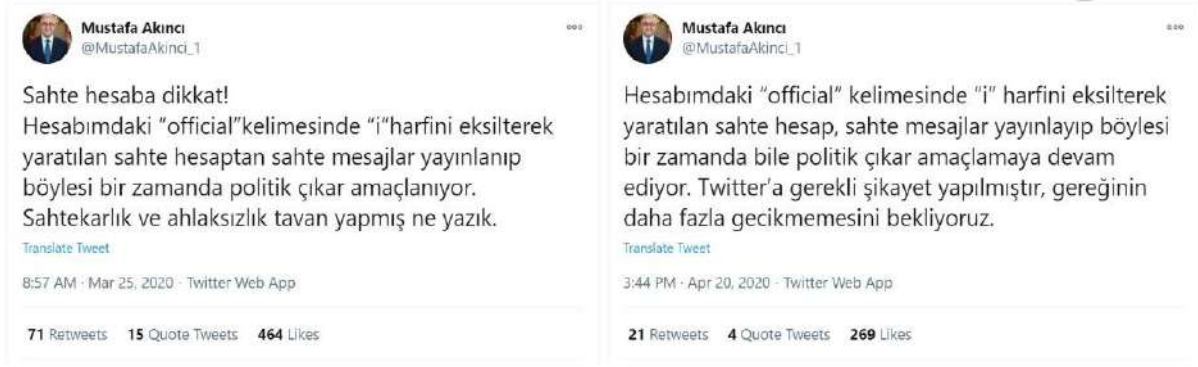 Mustafa Akıncı
@MustafaAkinci_1
Sahte hesaba dikkat!
Hesabımdaki “official”kelimesinde “i”harfini eksilterek
yaratılan sahte hesaptan sahte mesajlar yayınlanıp
böylesi bir zamanda politik çıkar amaçlanıyor.
Sahtekarlık ve ahlaksızlık tavan yapmış ne yazık.
Translate Tweet
8:57 AM · Mar 25, 2020 · Twitter Web App
71 Retweets 15 Quote Tweets 464 Likes
Mustafa Akıncı
@MustafaAkinci_1
Hesabımdaki “official” kelimesinde “i” harfini eksilterek
yaratılan sahte hesap, sahte mesajlar yayınlayıp böylesi
bir zamanda bile politik çıkar amaçlamaya devam
ediyor. Twitter’a gerekli şikayet yapılmıştır, gereğinin
daha fazla gecikmemesini bekliyoruz.
Translate Tweet
3:44 PM · Apr 20, 2020 · Twitter Web App
21 Retweets 4 Quote Tweets 269 Likes